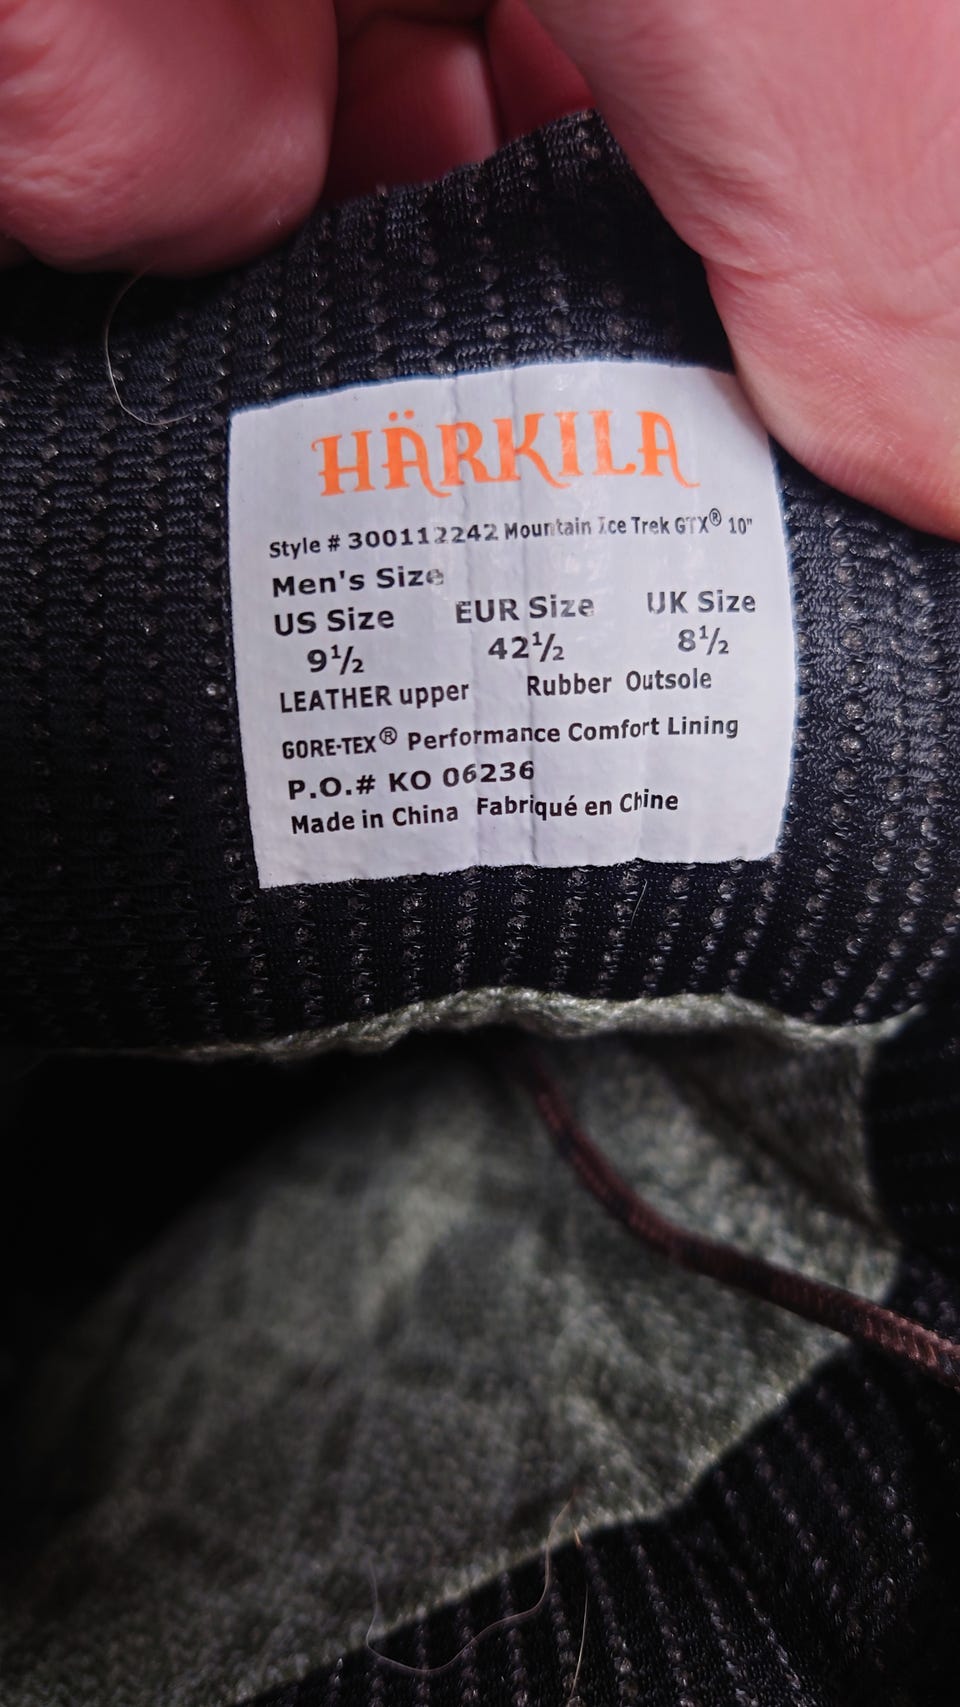 HÄRKILA
Style # 300112242 Mountain Ice Trek GTX® 10"
Men's Size
US Size EUR Size UK Size
9½ 42½ 8½
LEATHER upper Rubber Outsole
GORE-TEX® Performance Comfort Lining
P.O.# KO 06236
Made in China Fabriqué en Chine